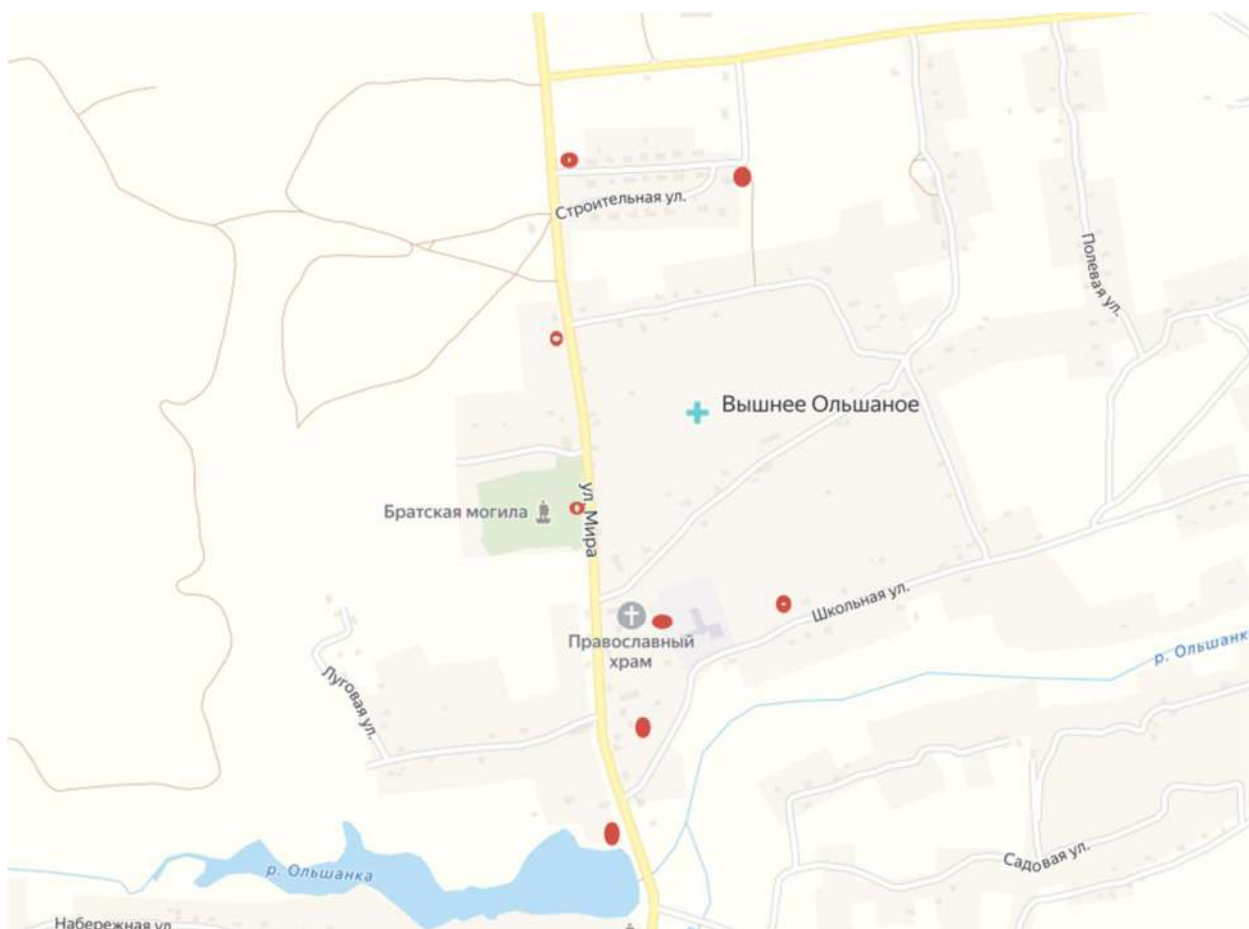 Строительная ул.
Полевая ул.
Вышнее Ольшаное
Братская могила
ул. Мира
Школьная ул.
Православный
храм
р. Ольшанк
Луговая ул.
Садовая ул.
р. Ольшанка
Набережная ул.